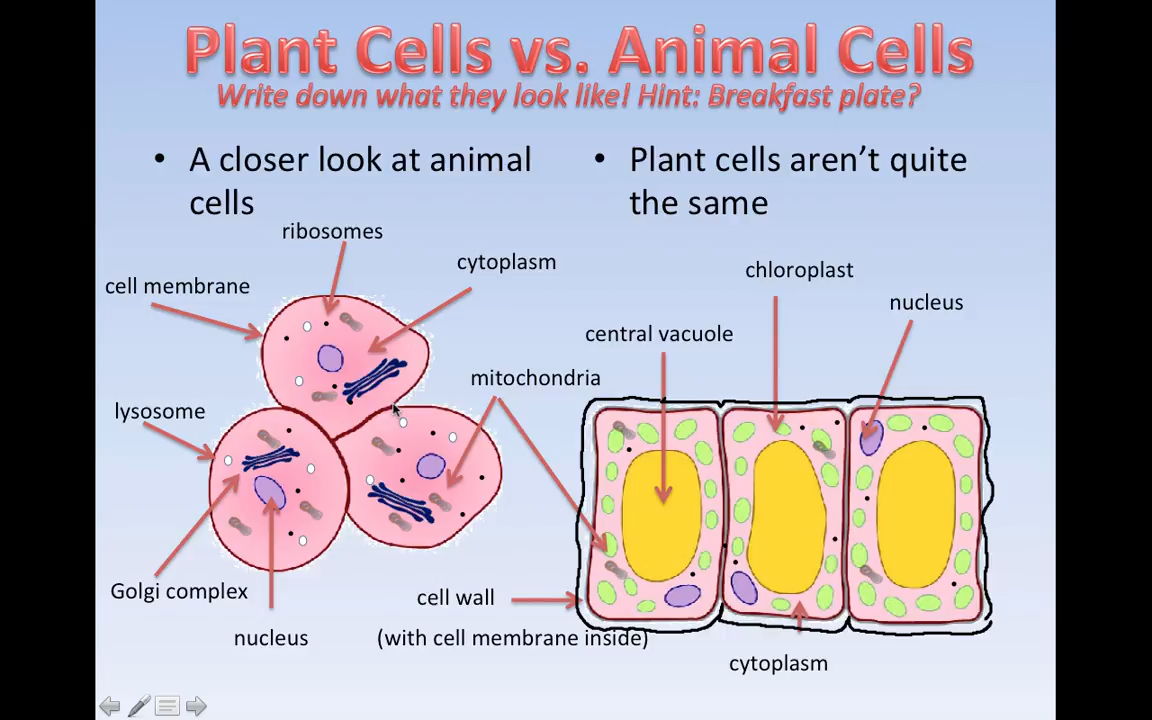 Plant Cells vs. Animal Cells
Write down what they look like! Hint: Breakfast plate?
• A closer look at animal
cells
• Plant cells aren’t quite
the same
ribosomes
cytoplasm
cell membrane
lysosome
Golgi complex
nucleus
mitochondria
chloroplast
nucleus
central vacuole
cell wall
(with cell membrane inside)
cytoplasm